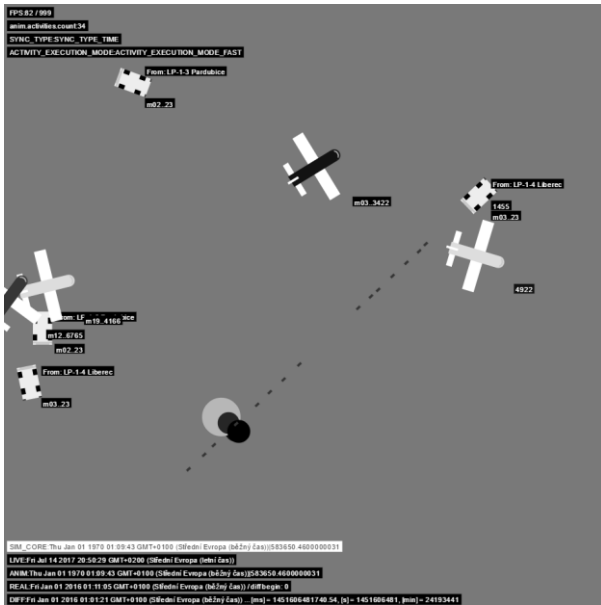 FPS:82 / 999
anim.activities.count:34
SYNC_TYPE:SYNC_TYPE_TIME
ACTIVITY_EXECUTION_MODE:ACTIVITY_EXECUTION_MODE_FAST
From: LP-1-3 Pardubice
m02..23
From: LP-1-4 Liberec
m03..3422
1455
m03..23
4922
m19..4166
m12..6765
m02..23
From: LP-1-4 Liberec
m03..23
SIM_CORE:Thu Jan 01 1970 01:09:43 GMT+0100 (Střední Evropa (běžný čas))|583650.4600000031
LIVE:Fri Jul 14 2017 20:50:29 GMT+0200 (Střední Evropa (letní čas))
ANIM:Thu Jan 01 1970 01:09:43 GMT+0100 (Střední Evropa (běžný čas))|583650.4600000031
REAL:Fri Jan 01 2016 01:11:05 GMT+0100 (Střední Evropa (běžný čas)) /diffbegin: 0
DIFF:Fri Jan 01 2016 01:01:21 GMT+0100 (Střední Evropa (běžný čas)) ...[ms]= 1451606481740.54, [s]= 1451606481, [min]= 24193441